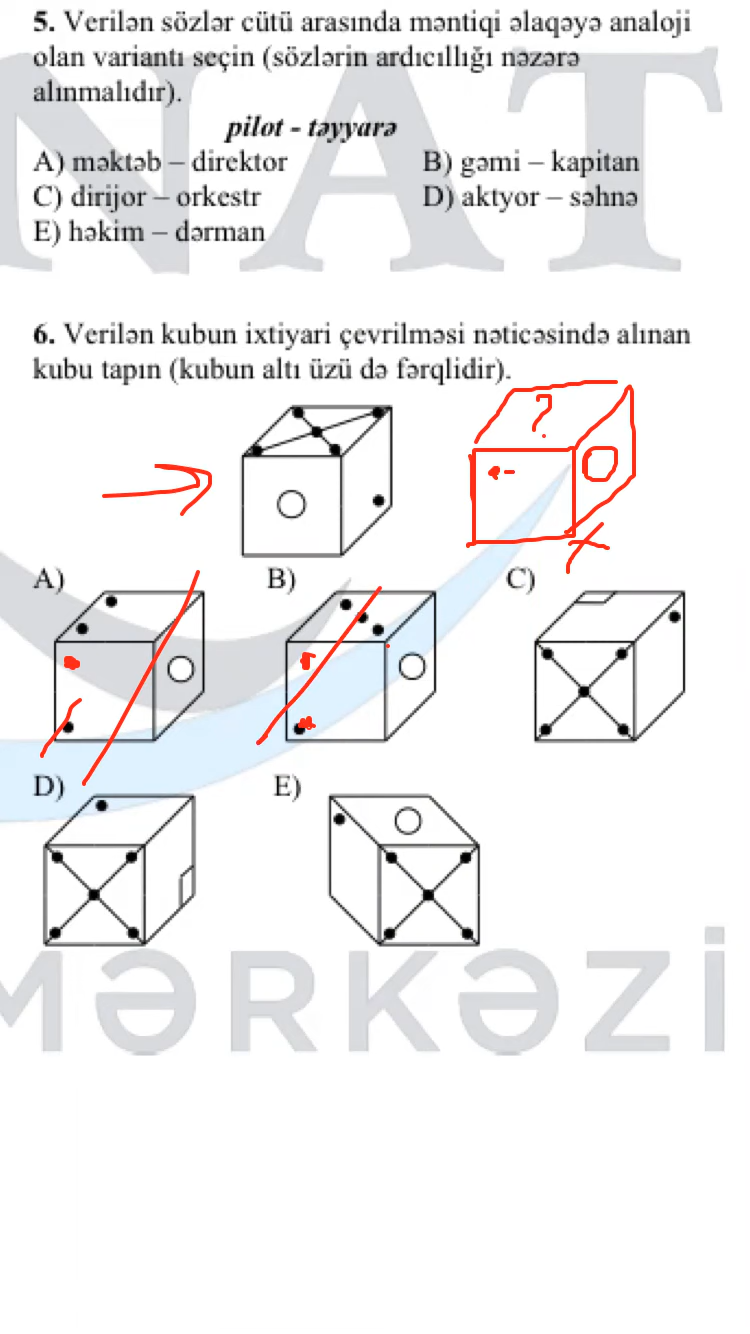 5. Verilən sözlər cütü arasında məntiqi əlaqəyə analoji
olan variantı seçin (sözlərin ardıcıllığı nəzərə
alınmalıdır).
pilot - təyyarə
A) məktəb – direktor B) gəmi – kapitan
C) dirijor – orkestr D) aktyor – səhnə
E) həkim – dərman
NAT
6. Verilən kubun ixtiyari çevrilməsi nəticəsində alınan
kubu tapın (kubun altı üzü də fərqlidir).
?
A) B) C)
D) E)
MƏRKƏZİ